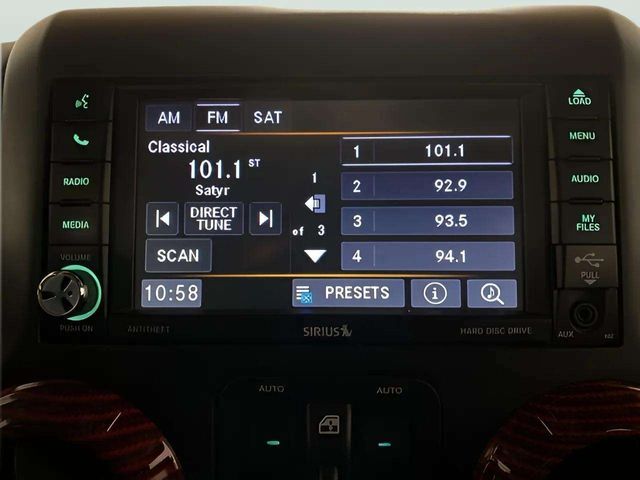 AM FM SAT
LOAD
Classical
101.1 ST
Satyr
1
of 3
1 101.1
2 92.9
3 93.5
4 94.1
MENU
RADIO
AUDIO
MEDIA
DIRECT
TUNE
MY
FILES
SCAN
VOLUME
PULL
10:58
PRESETS
i
PUSH ON
ANTITHEFT
SIRIUS
HARD DISC DRIVE
AUX
AUTO
AUTO